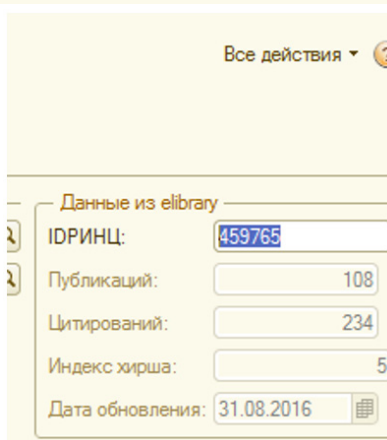 Все действия
Данные из elibrary
IDРИНЦ: 459765
Публикаций: 108
Цитирований: 234
Индекс хирша: 5
Дата обновления: 31.08.2016